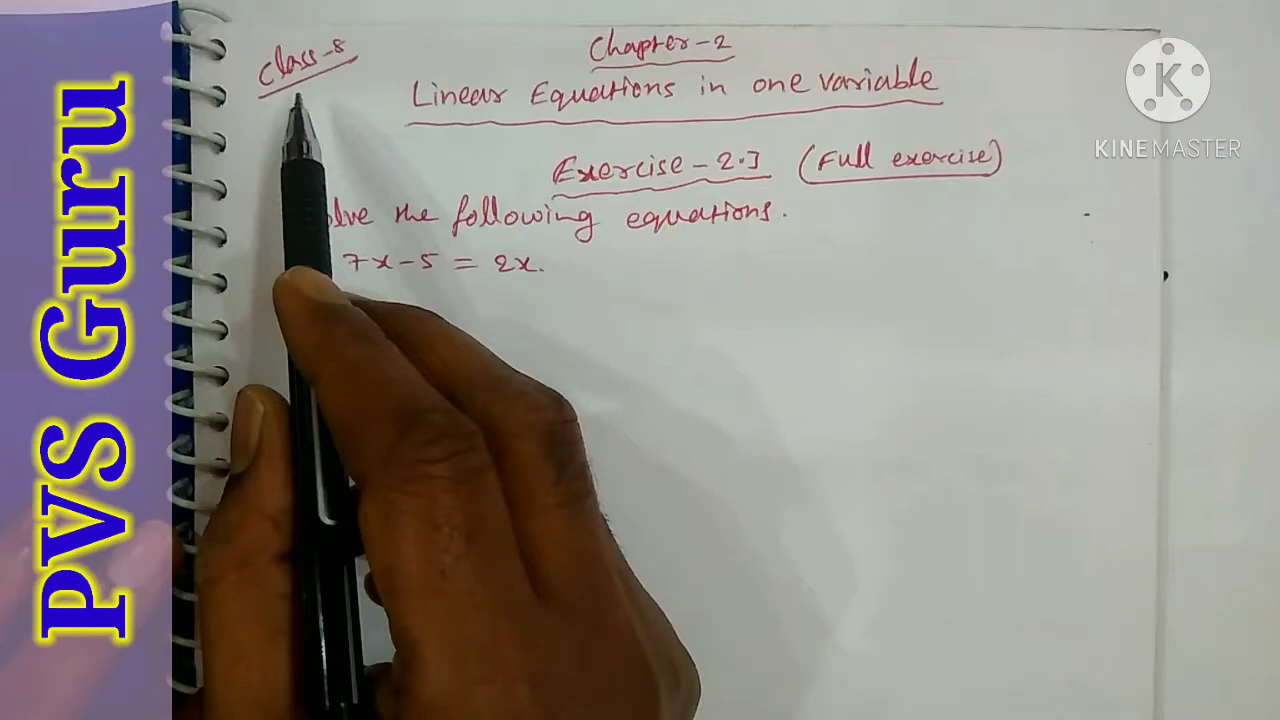 Class-8
Chapter-2
Linear Equations in one variable
Exercise-2.3 (Full exercise)
the following equations.
7x-5 = 2x.
PVS Guru
K
KINEMASTER